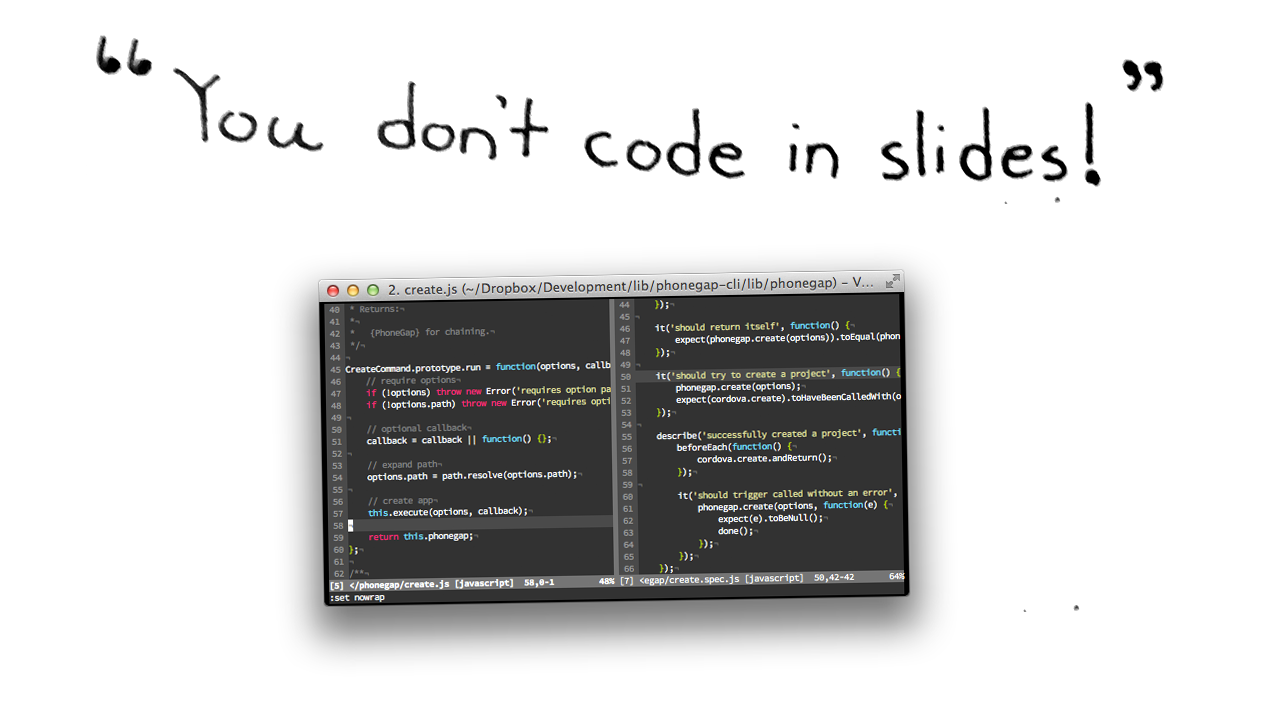 “You don't code in slides!”
2. create.js (~/Dropbox/Development/lib/phonegap-cli/lib/phonegap) – V...
40 * Returns:¬
41 *¬
42 *   {PhoneGap} for chaining.¬
43 */¬
44 ¬
45 CreateCommand.prototype.run = function(options, callb
46     // require options¬
47     if (!options) throw new Error('requires option pa
48     if (!options.path) throw new Error('requires opti
49 ¬
50     // optional callback¬
51     callback = callback || function() {};¬
52 ¬
53     // expand path¬
54     options.path = path.resolve(options.path);¬
55 ¬
56     // create app¬
57     this.execute(options, callback);¬
58 ¬
59     return this.phonegap;¬
60 };¬
61 ¬
62 /**¬
[5] </phonegap/create.js [javascript]  58,0-1  48%
:set nowrap
44     });¬
45 ¬
46     it('should return itself', function() {¬
47         expect(phonegap.create(options)).toEqual(phon
48     });¬
49 ¬
50     it('should try to create a project', function() {
51         phonegap.create(options);¬
52         expect(cordova.create).toHaveBeenCalledWith(o
53     });¬
54 ¬
55     describe('successfully created a project', functi
56         beforeEach(function() {¬
57             cordova.create.andReturn();¬
58         });¬
59 ¬
60         it('should trigger called without an error',
61             phonegap.create(options, function(e) {¬
62                 expect(e).toBeNull();¬
63                 done();¬
64             });¬
65         });¬
66     });¬
[7] <egap/create.spec.js [javascript]  50,42-42  64%